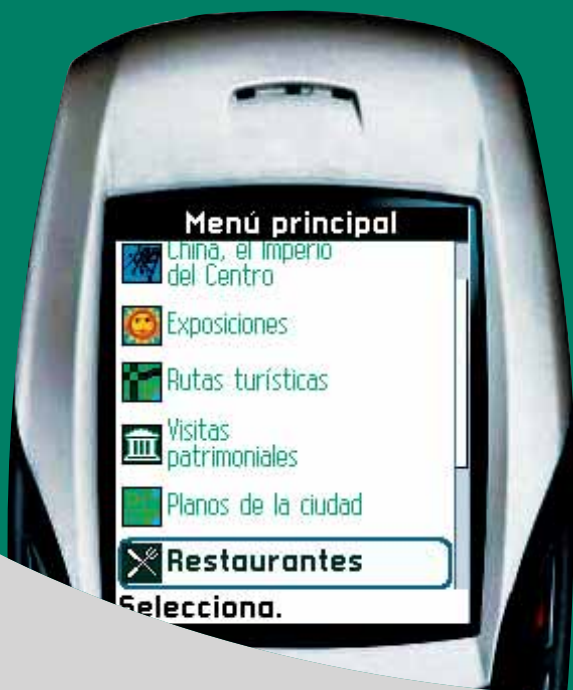 Menú principal
China, el Imperio
del Centro
Exposiciones
Rutas turísticas
Visitas
patrimoniales
Planos de la ciudad
Restaurantes
Selecciona.